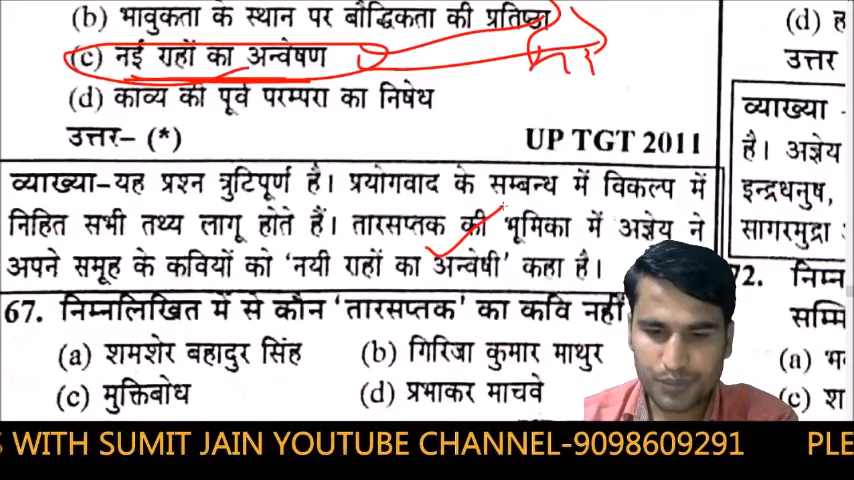 (b) भावुकता के स्थान पर बौद्धिकता की प्रतिष्ठा
(c) नई राहों का अन्वेषण
(d) काव्य की पूर्व परम्परा का निषेध
उत्तर– (*)
UP TGT 2011
व्याख्या–यह प्रश्न त्रुटिपूर्ण है। प्रयोगवाद के सम्बन्ध में विकल्प में
निहित सभी तथ्य लागू होते हैं। तारसप्तक की भूमिका में अज्ञेय ने
अपने समूह के कवियों को 'नयी राहों का अन्वेषी' कहा है।
67. निम्नलिखित में से कौन 'तारसप्तक' का कवि नहीं
(a) शमशेर बहादुर सिंह
(b) गिरिजा कुमार माथुर
(c) मुक्तिबोध
(d) प्रभाकर माचवे
(d)
उत्तर
व्याख्या
है। अज्ञेय
इन्द्रधनुष,
सागरमुद्रा
72.
(a)
(c)
WITH SUMIT JAIN YOUTUBE CHANNEL-9098609291